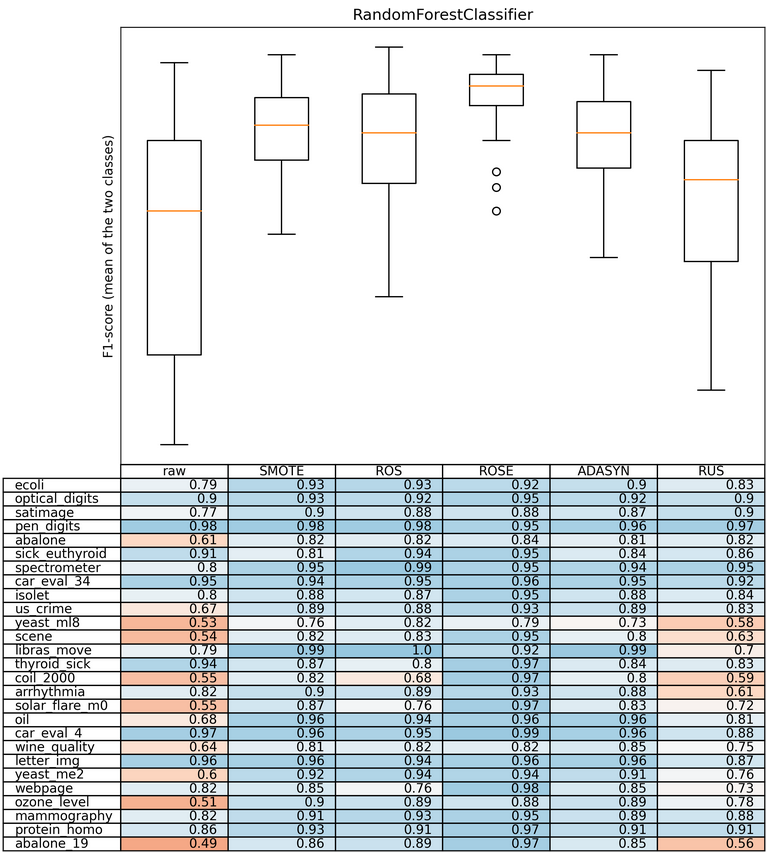 RandomForestClassifier
F1-score (mean of the two classes)
raw SMOTE ROS ROSE ADASYN RUS
ecoli 0.79 0.93 0.93 0.92 0.9 0.83
optical_digits 0.9 0.93 0.92 0.95 0.92 0.9
satimage 0.77 0.9 0.88 0.88 0.87 0.9
pen_digits 0.98 0.98 0.98 0.95 0.96 0.97
abalone 0.61 0.82 0.82 0.84 0.81 0.82
sick_euthyroid 0.91 0.81 0.94 0.95 0.84 0.86
spectrometer 0.8 0.95 0.99 0.95 0.94 0.95
car_eval_34 0.95 0.94 0.95 0.96 0.95 0.92
isolet 0.8 0.88 0.87 0.95 0.88 0.84
us_crime 0.67 0.89 0.88 0.93 0.89 0.83
yeast_ml8 0.53 0.76 0.82 0.79 0.73 0.58
scene 0.54 0.82 0.83 0.95 0.8 0.63
libras_move 0.79 0.99 1.0 0.92 0.99 0.7
thyroid_sick 0.94 0.87 0.8 0.97 0.84 0.83
coil_2000 0.55 0.82 0.68 0.97 0.8 0.59
arrhythmia 0.82 0.9 0.89 0.93 0.88 0.61
solar_flare_m0 0.55 0.87 0.76 0.97 0.83 0.72
oil 0.68 0.96 0.94 0.96 0.96 0.81
car_eval_4 0.97 0.96 0.95 0.99 0.96 0.88
wine_quality 0.64 0.81 0.82 0.82 0.85 0.75
letter_img 0.96 0.96 0.94 0.96 0.96 0.87
yeast_me2 0.6 0.92 0.94 0.94 0.91 0.76
webpage 0.82 0.85 0.76 0.98 0.85 0.73
ozone_level 0.51 0.9 0.89 0.88 0.89 0.78
mammography 0.82 0.91 0.93 0.95 0.89 0.88
protein_homo 0.86 0.93 0.91 0.97 0.91 0.91
abalone_19 0.49 0.86 0.89 0.97 0.85 0.56